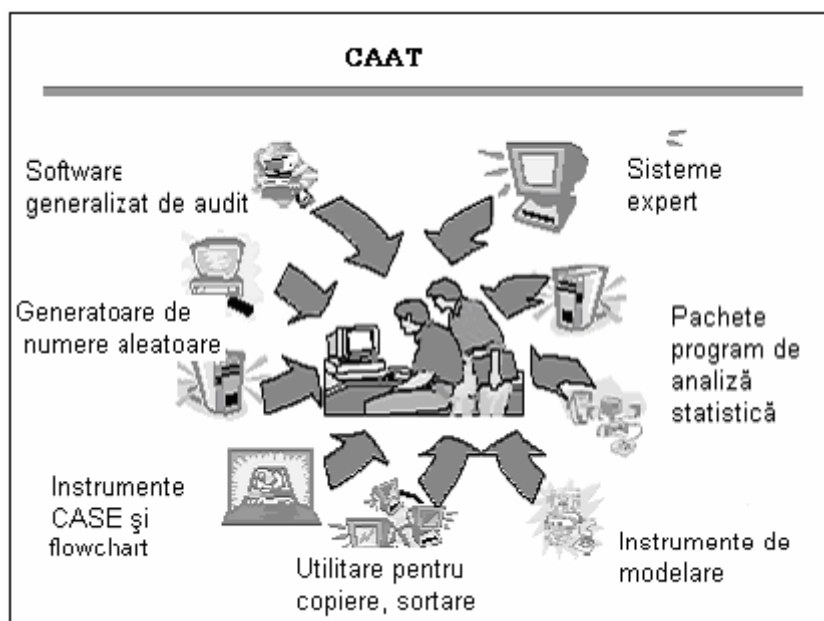 CAAT
Software
generalizat de audit
Sisteme
expert
Generatoare de
numere aleatoare
Pachete
program de
analiză
statistică
Instrumente
CASE şi
flowchart
Utilitare pentru
copiere, sortare
Instrumente de
modelare